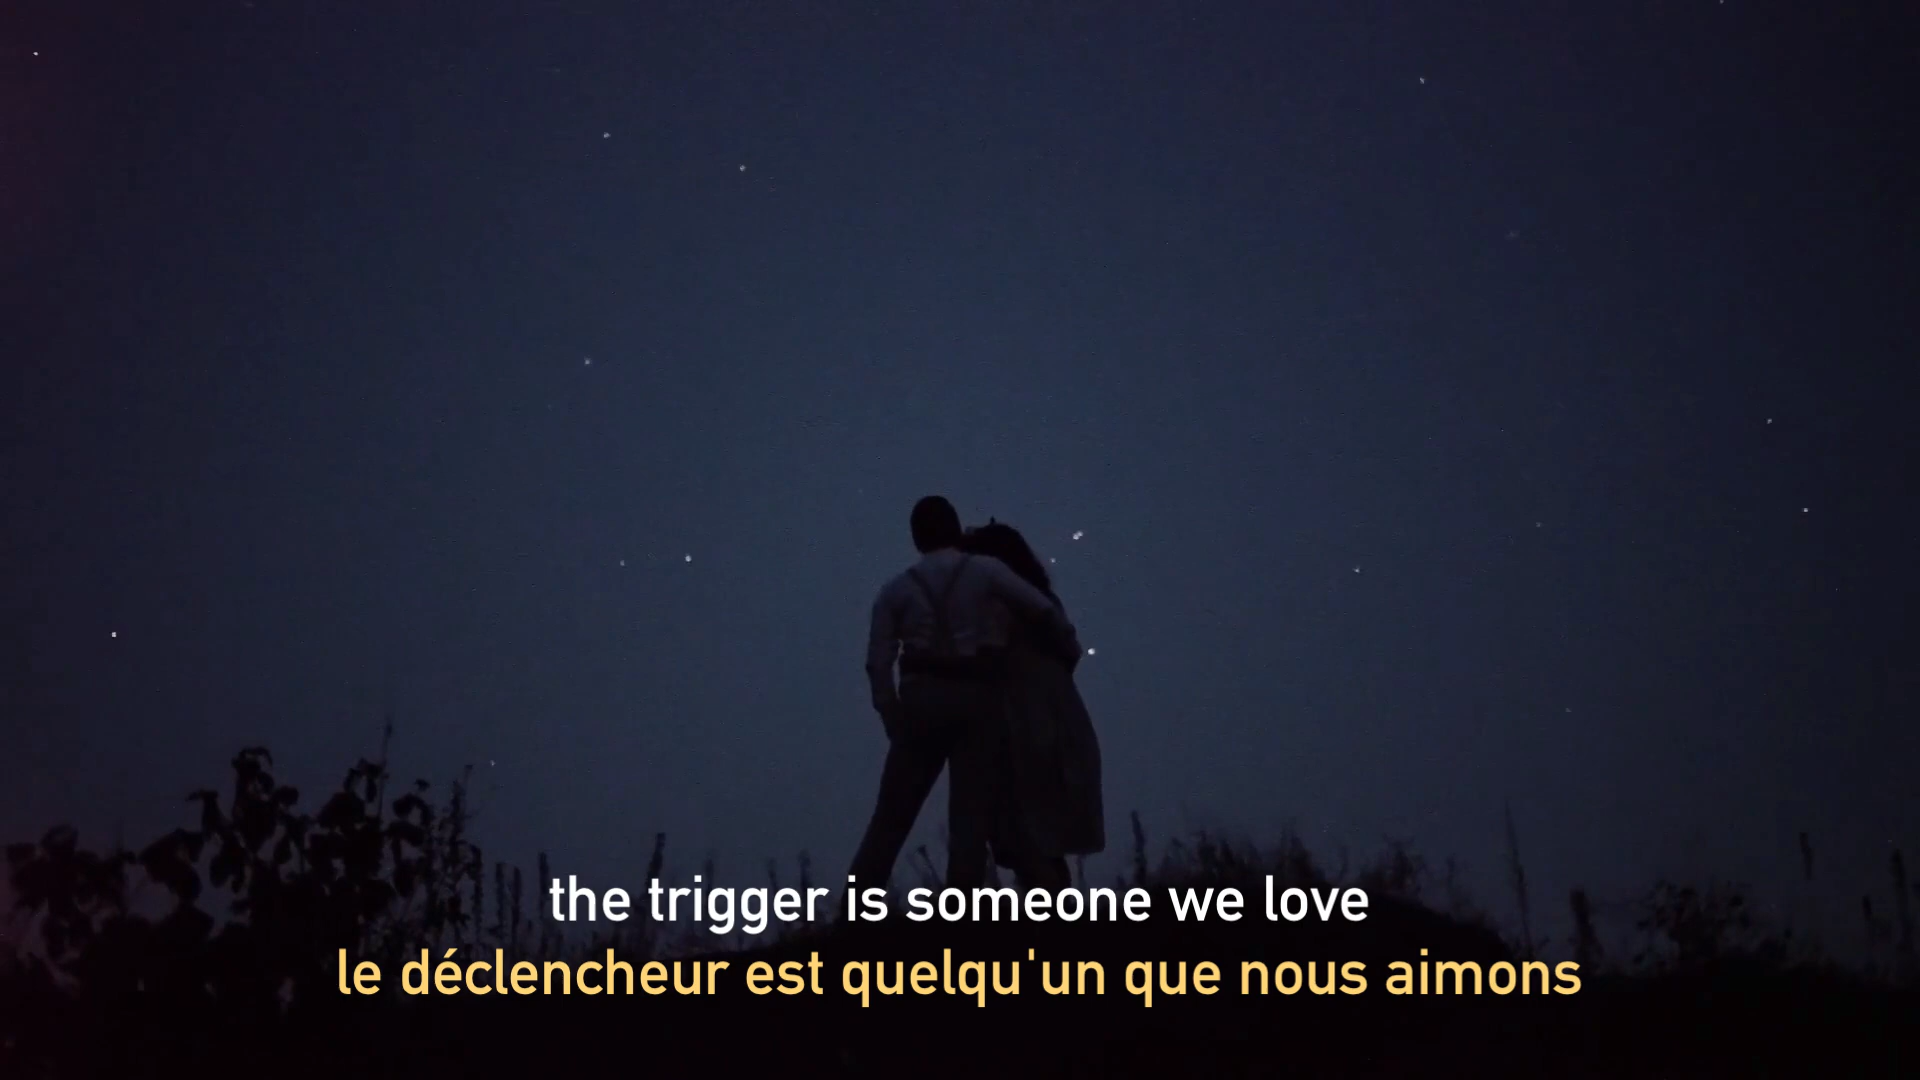 the trigger is someone we love
le déclencheur est quelqu'un que nous aimons